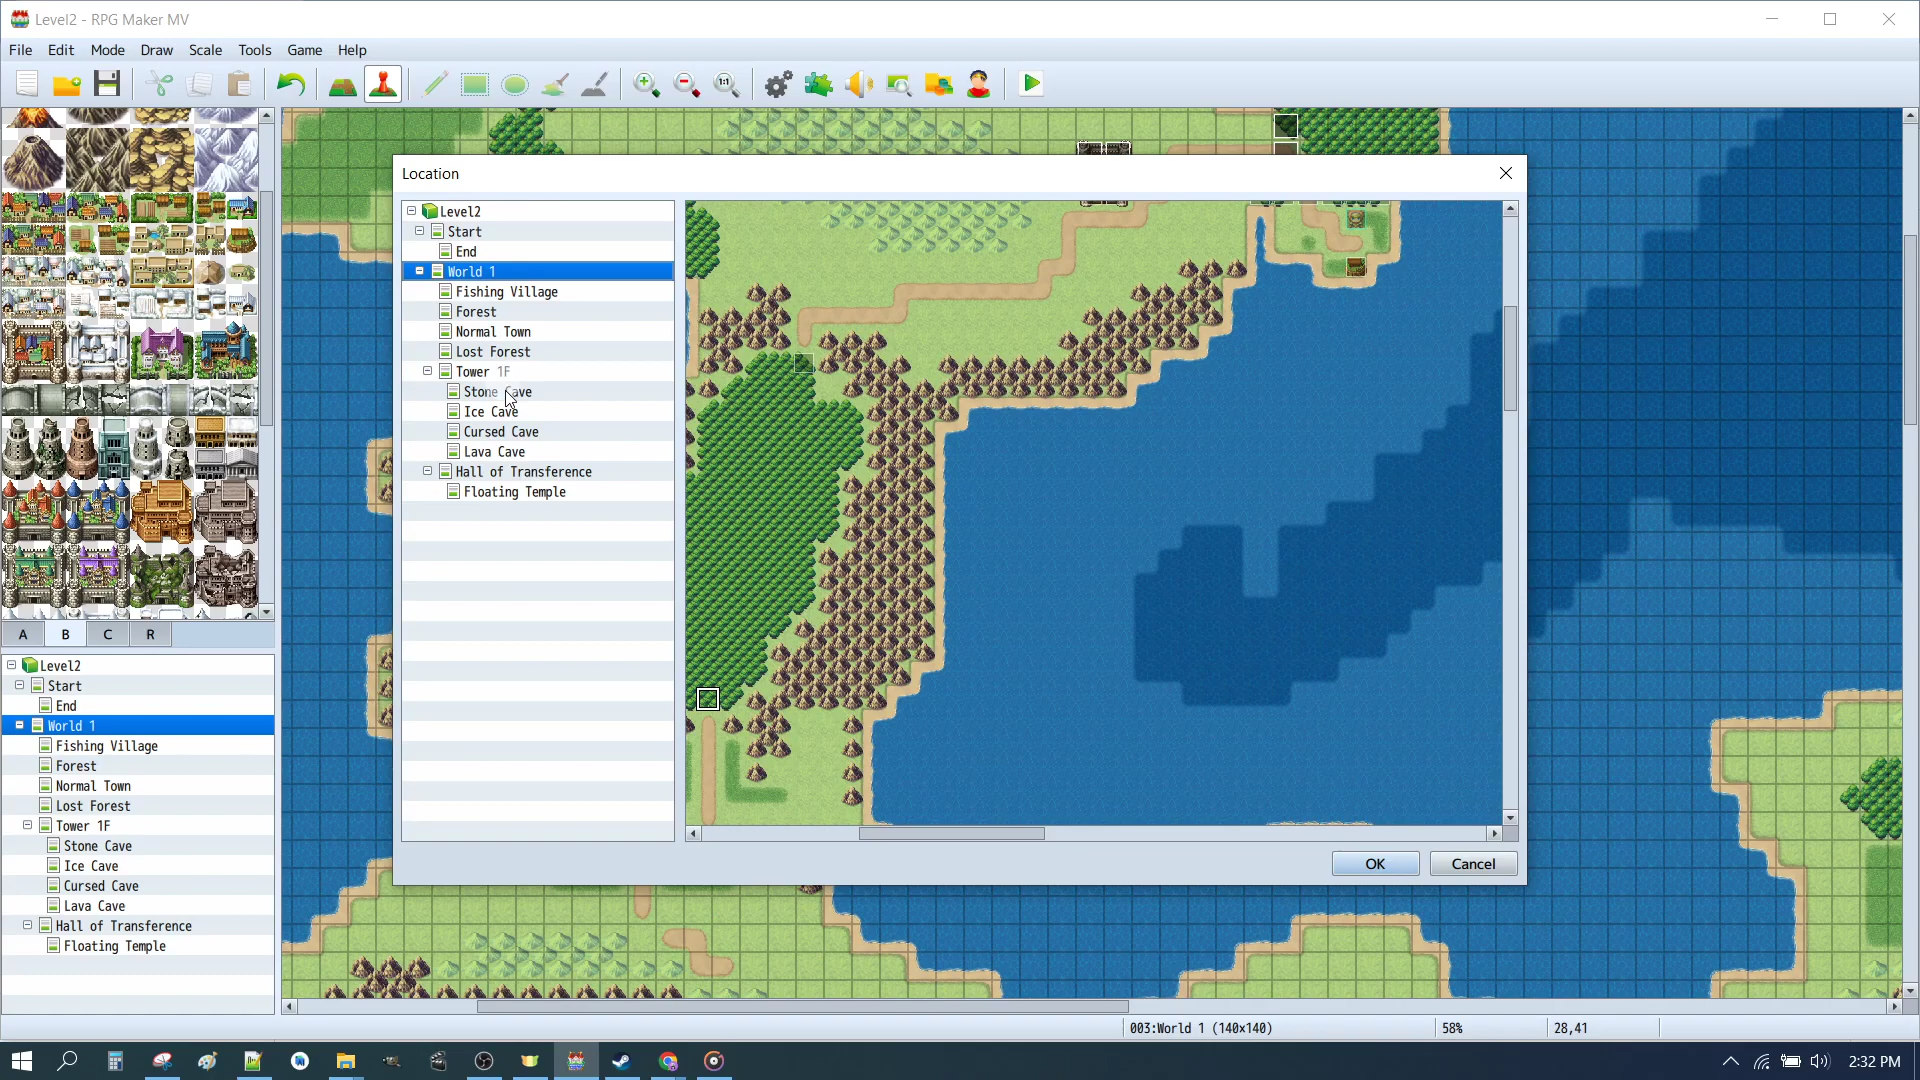 Level2 - RPG Maker MV
File Edit Mode Draw Scale Tools Game Help
1:1
Location
Level2
Start
End
World 1
Fishing Village
Forest
Normal Town
Lost Forest
Tower 1F
Stone Cave
Ice Cave
Cursed Cave
Lava Cave
Hall of Transference
Floating Temple
OK Cancel
A B C R
Level2
Start
End
World 1
Fishing Village
Forest
Normal Town
Lost Forest
Tower 1F
Stone Cave
Ice Cave
Cursed Cave
Lava Cave
Hall of Transference
Floating Temple
003:World 1 (140x140) 58% 28,41
2:32 PM